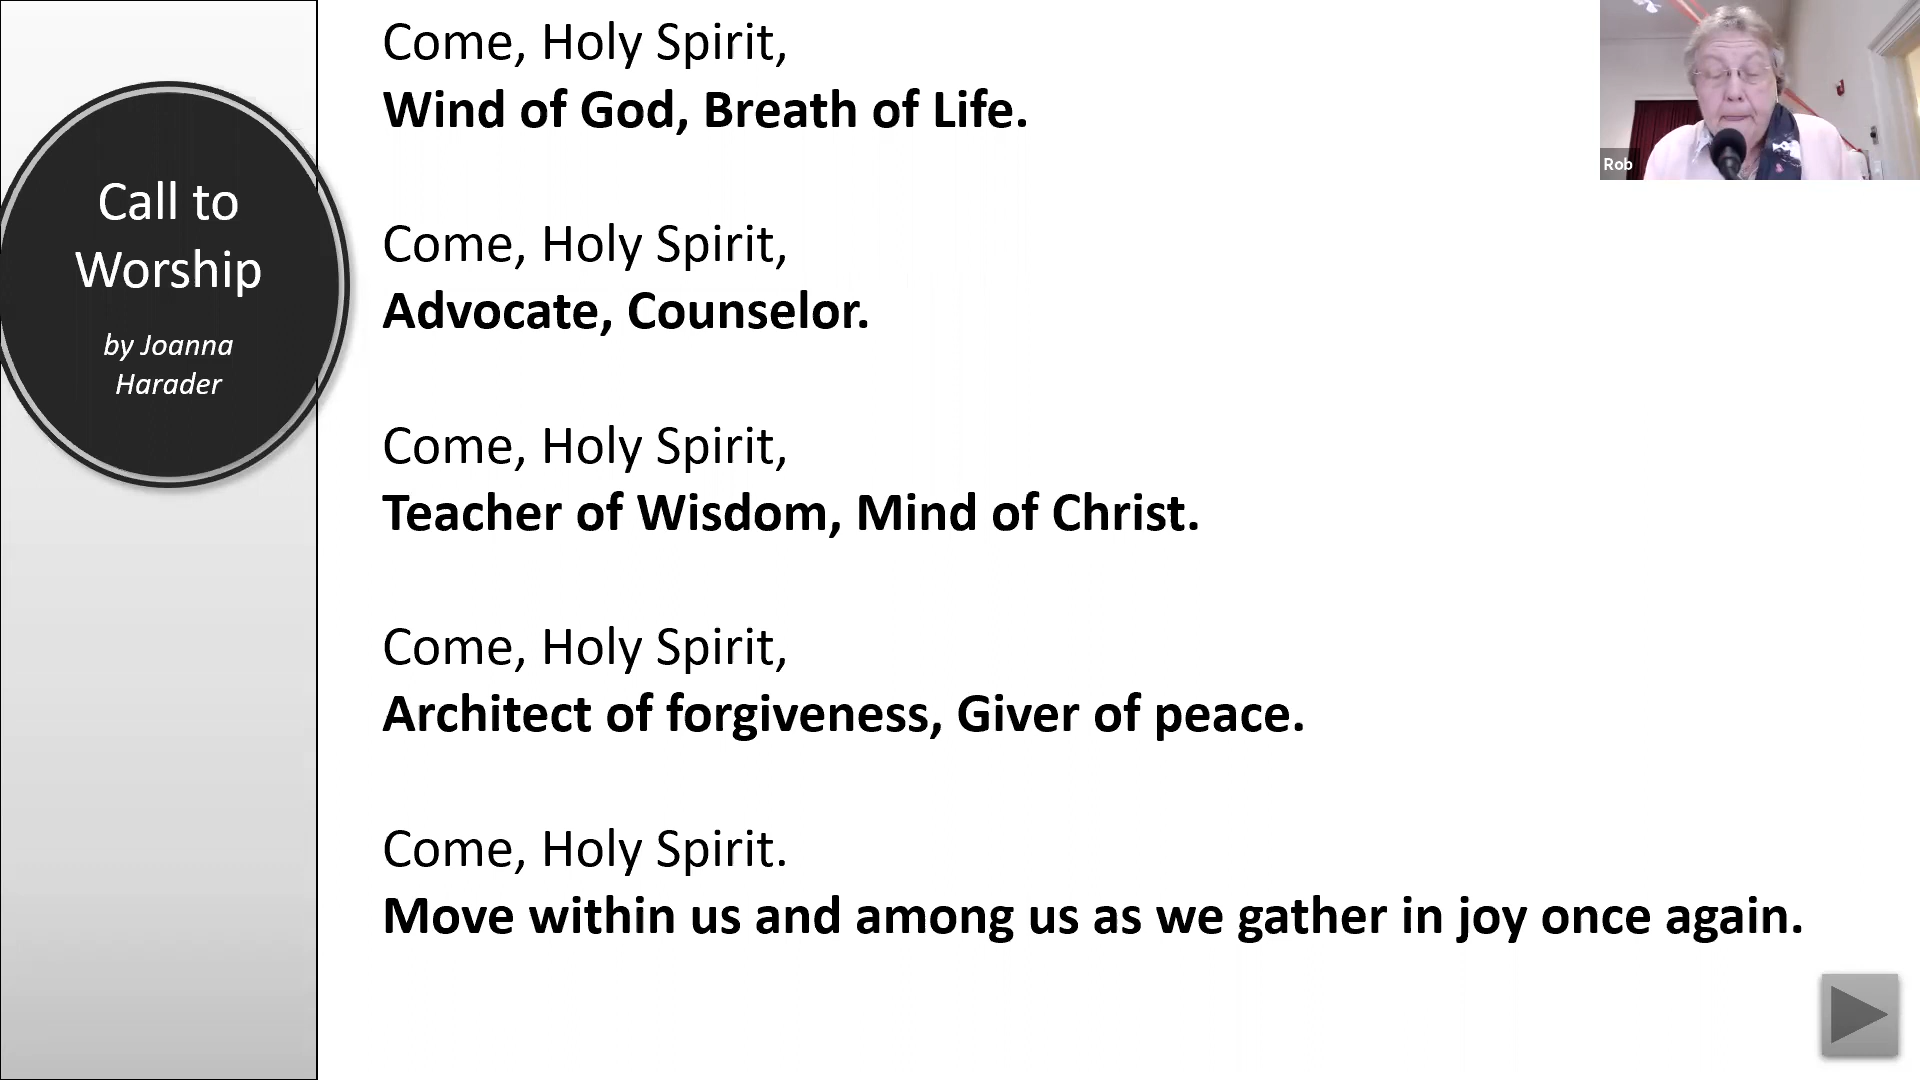 Call to
Worship
by Joanna
Harader
Come, Holy Spirit,
Wind of God, Breath of Life.
Come, Holy Spirit,
Advocate, Counselor.
Come, Holy Spirit,
Teacher of Wisdom, Mind of Christ.
Come, Holy Spirit,
Architect of forgiveness, Giver of peace.
Come, Holy Spirit.
Move within us and among us as we gather in joy once again.
Rob